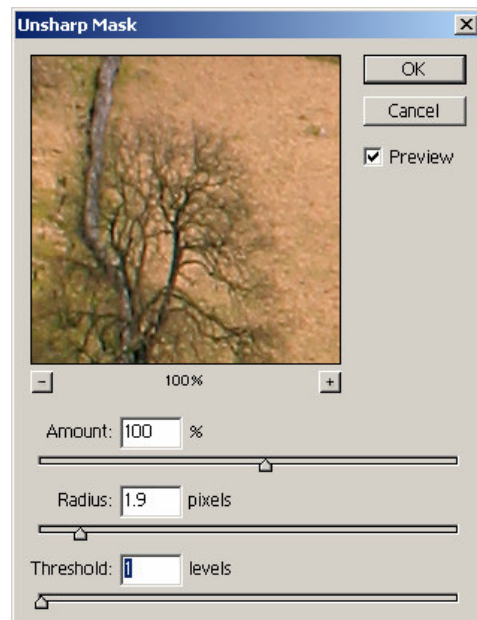 Unsharp Mask
OK
Cancel
Preview
- 100% +
Amount: 100 %
Radius: 1.9 pixels
Threshold: 1 levels